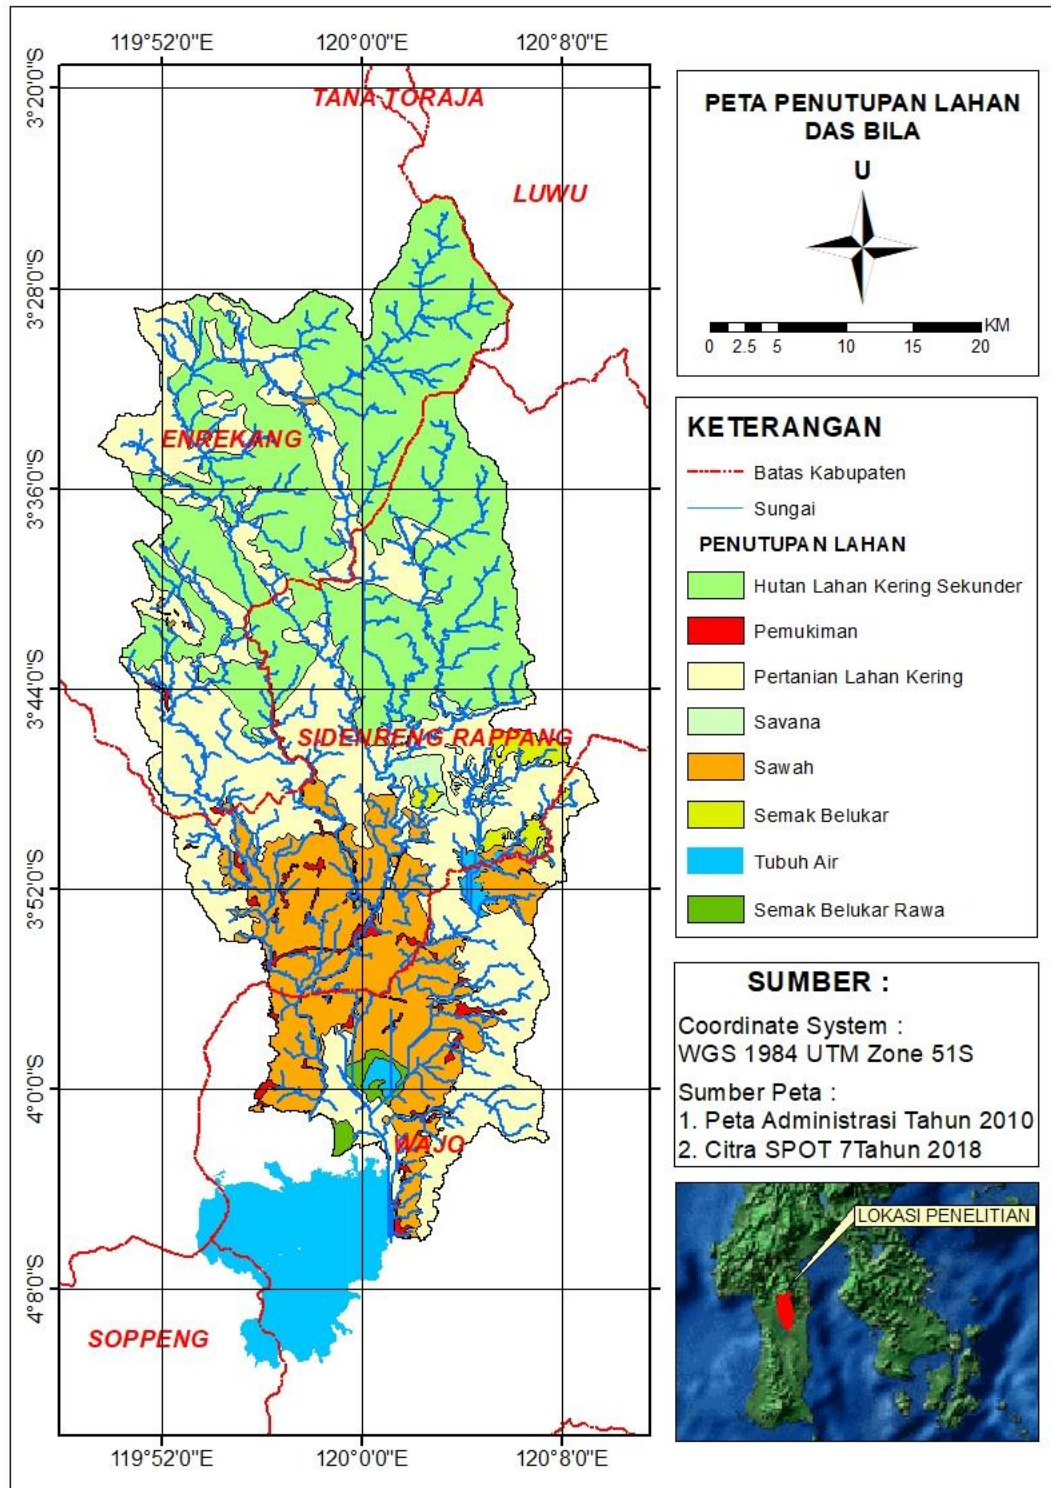 119°52'0"E 120°0'0"E 120°8'0"E
3°20'0"S
3°28'0"S
3°36'0"S
3°44'0"S
3°52'0"S
4°0'0"S
4°8'0"S
TANA TORAJA
LUWU
ENREKANG
SIDENRENG RAPPANG
WAJO
SOPPENG
119°52'0"E 120°0'0"E 120°8'0"E
PETA PENUTUPAN LAHAN
DAS BILA
U
KM
0 2.5 5 10 15 20
KETERANGAN
Batas Kabupaten
Sungai
PENUTUPAN LAHAN
Hutan Lahan Kering Sekunder
Pemukiman
Pertanian Lahan Kering
Savana
Sawah
Semak Belukar
Tubuh Air
Semak Belukar Rawa
SUMBER :
Coordinate System :
WGS 1984 UTM Zone 51S
Sumber Peta :
1. Peta Administrasi Tahun 2010
2. Citra SPOT 7Tahun 2018
LOKASI PENELITIAN